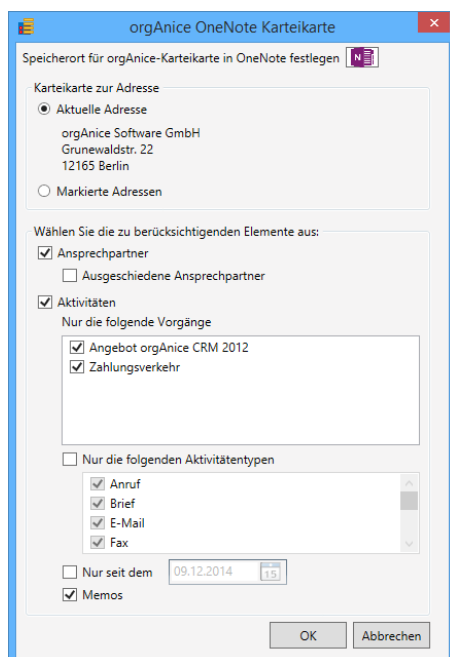 orgAnice OneNote Karteikarte
Speicherort für orgAnice-Karteikarte in OneNote festlegen
N
Karteikarte zur Adresse
Aktuelle Adresse
orgAnice Software GmbH
Grunewaldstr. 22
12165 Berlin
Markierte Adressen
Wählen Sie die zu berücksichtigenden Elemente aus:
Ansprechpartner
Ausgeschiedene Ansprechpartner
Aktivitäten
Nur die folgende Vorgänge
Angebot orgAnice CRM 2012
Zahlungsverkehr
Nur die folgenden Aktivitätentypen
Anruf
Brief
E-Mail
Fax
Nur seit dem 09.12.2014 15
Memos
OK Abbrechen